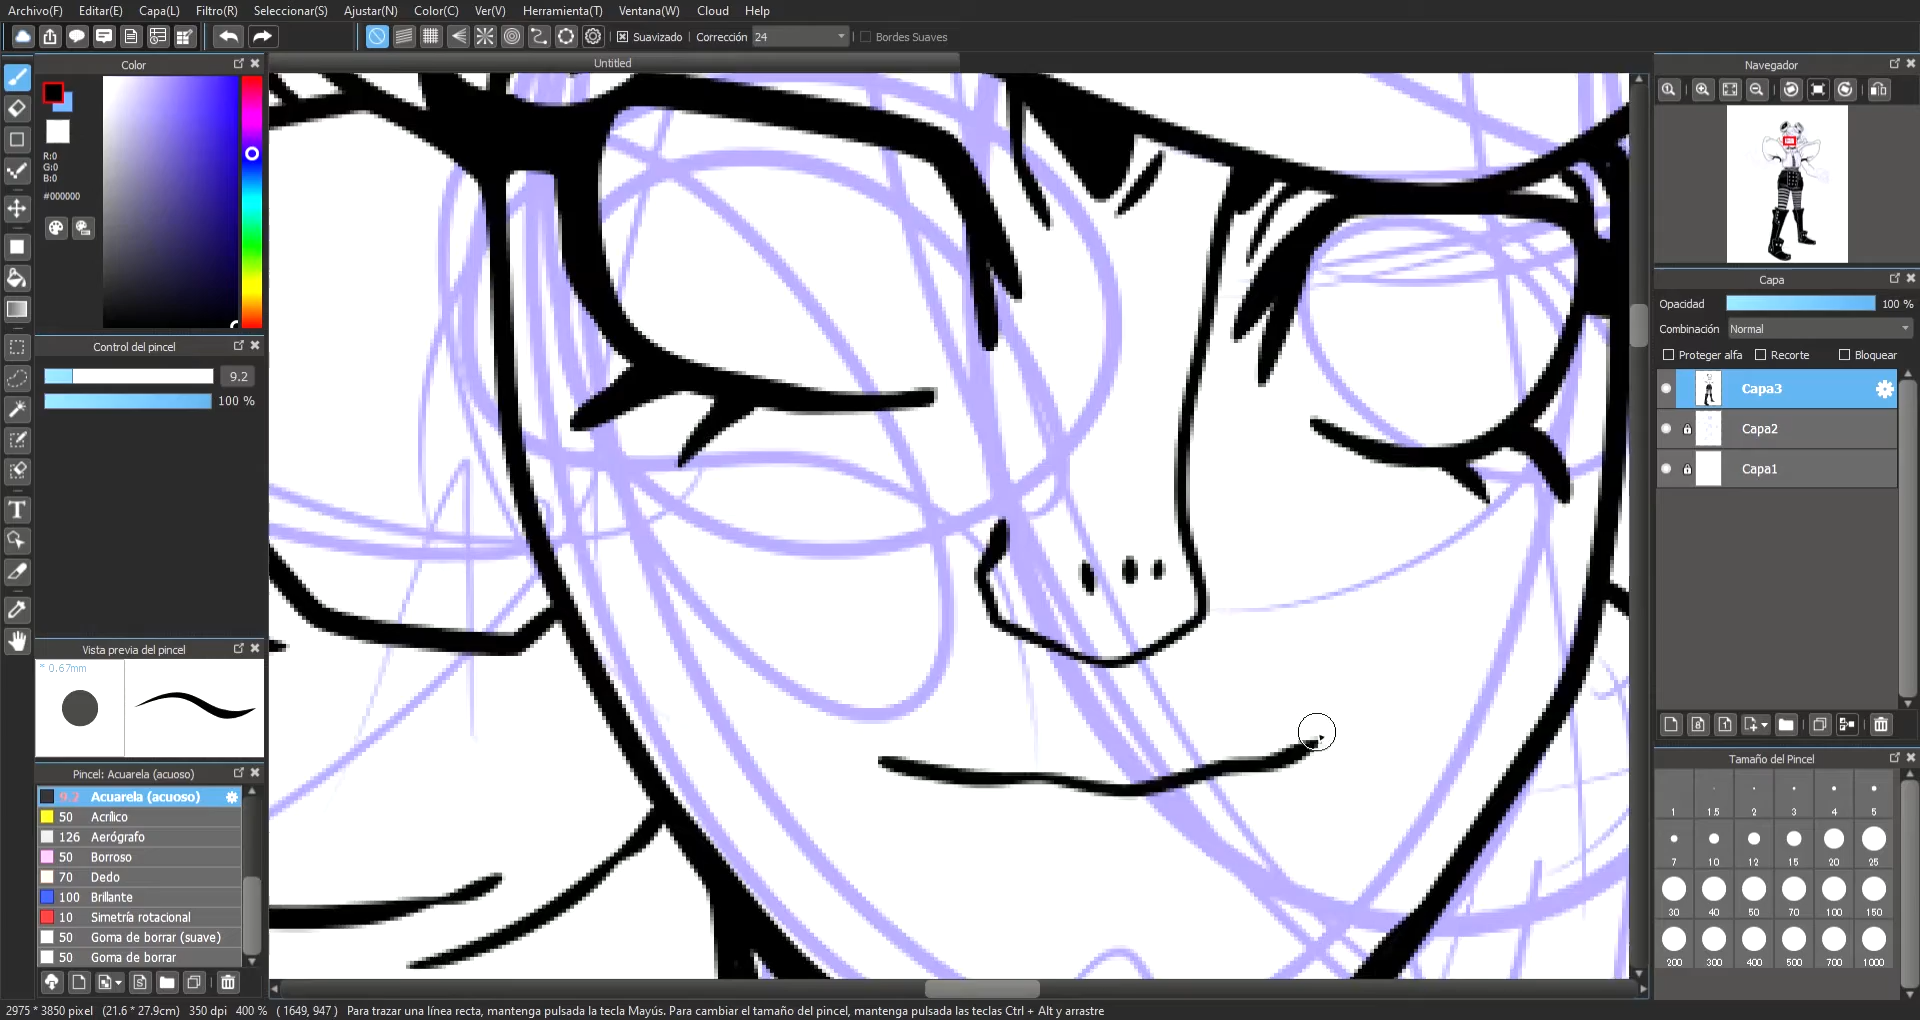 Archivo(F) Editar(E) Capa(L) Filtro(R) Seleccionar(S) Ajustar(N) Color(C) Ver(V) Herramienta(T) Ventana(W) Cloud Help
Suavizado Corrección 24 Bordes Suaves
Untitled
Color
R:0
G:0
B:0
#000000
Control del pincel
9.2
100 %
Vista previa del pincel
* 0.67mm
Pincel: Acuarela (acuoso)
9.2 Acuarela (acuoso)
50 Acrílico
126 Aerógrafo
50 Borroso
70 Dedo
100 Brillante
10 Simetría rotacional
50 Goma de borrar (suave)
50 Goma de borrar
Navegador
Capa
Opacidad 100 %
Combinación Normal
Proteger alfa Recorte Bloquear
Capa3
Capa2
Capa1
Tamaño del Pincel
1 1.5 2 3 4 5
7 10 12 15 20 25
30 40 50 70 100 150
200 300 400 500 700 1000
2975 * 3850 pixel (21.6 * 27.9cm) 350 dpi 400 % ( 1649, 947 ) Para trazar una línea recta, mantenga pulsada la tecla Mayús. Para cambiar el tamaño del pincel, mantenga pulsada las teclas Ctrl + Alt y arrastre